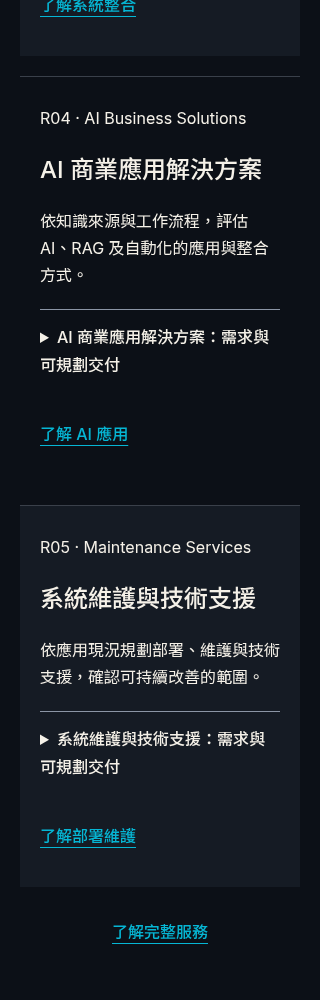 了解系統整合
R04 · AI Business Solutions
AI 商業應用解決方案
依知識來源與工作流程，評估
AI、RAG 及自動化的應用與整合
方式。
▶ AI 商業應用解決方案：需求與
可規劃交付
了解 AI 應用
R05 · Maintenance Services
系統維護與技術支援
依應用現況規劃部署、維護與技術
支援，確認可持續改善的範圍。
▶ 系統維護與技術支援：需求與
可規劃交付
了解部署維護
了解完整服務